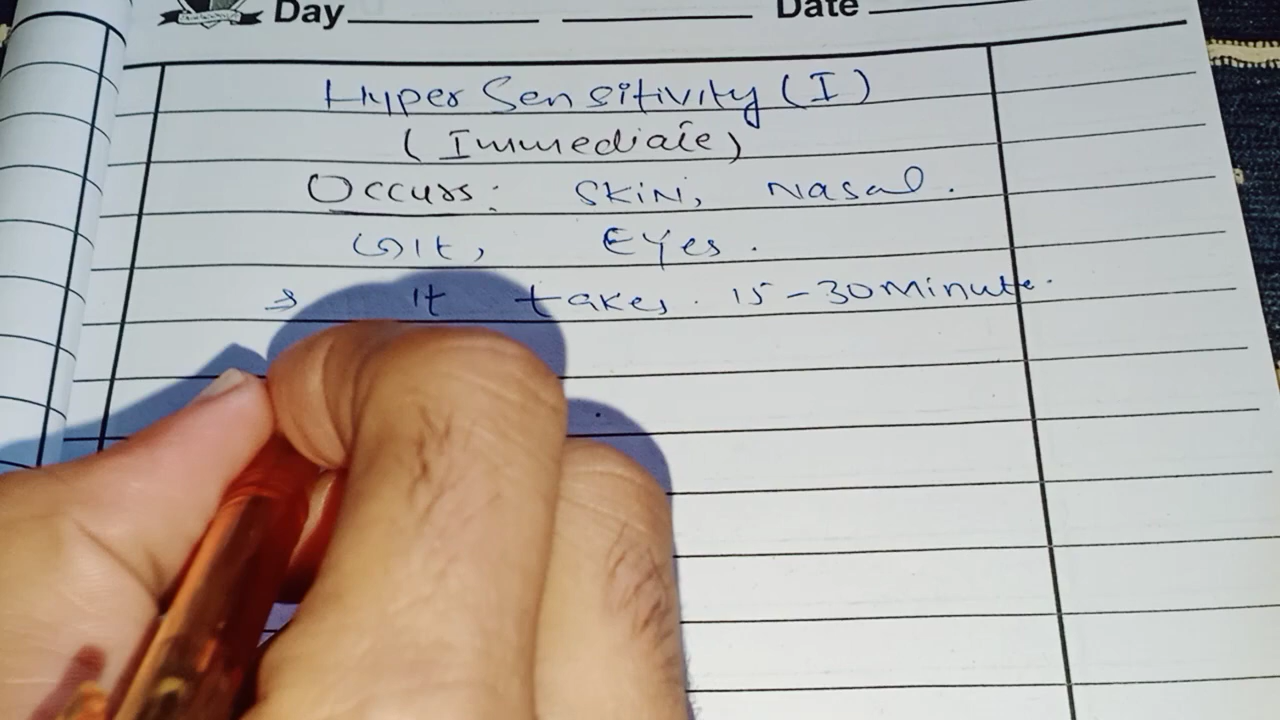 Day Date
Hyper Sensitivity (I)
(Immediate)
Occurs: Skin, Nasal.
GIt, Eyes.
It takes. 15-30 Minute.